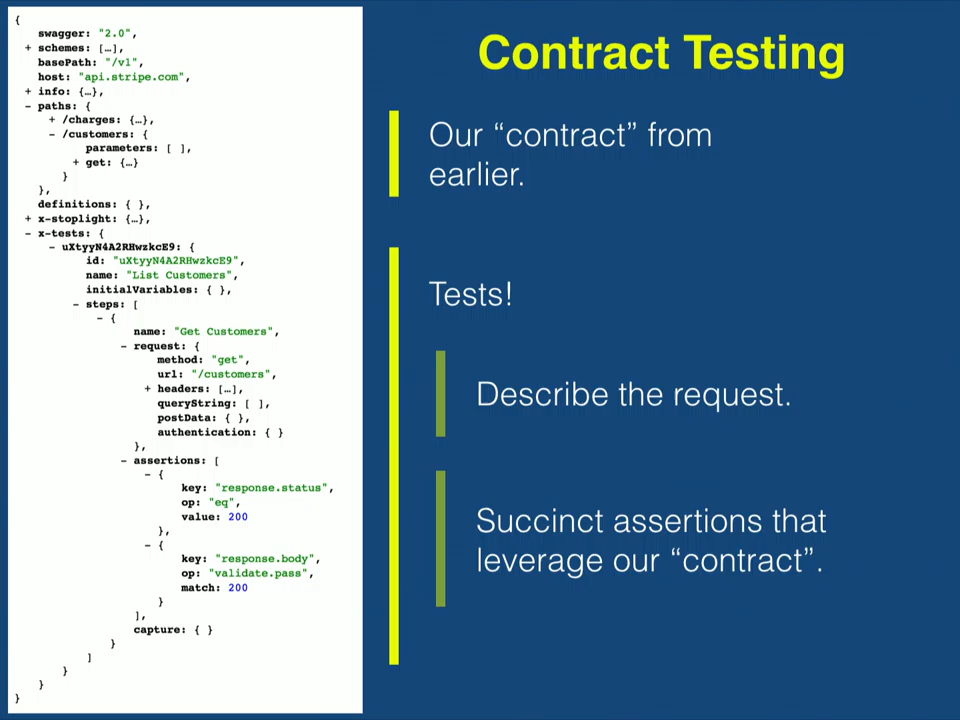 {
swagger: "2.0",
+ schemes: […],
basePath: "/v1",
host: "api.stripe.com",
+ info: {…},
- paths: {
+ /charges: {…},
- /customers: {
parameters: [ ],
+ get: {…}
}
},
definitions: { },
+ x-stoplight: {…},
- x-tests: {
- uXtyyN4A2RHwzkcE9: {
id: "uXtyyN4A2RHwzkcE9",
name: "List Customers",
initialVariables: { },
- steps: [
- {
name: "Get Customers",
- request: {
method: "get",
url: "/customers",
+ headers: […],
queryString: [ ],
postData: { },
authentication: { }
},
- assertions: [
- {
key: "response.status",
op: "eq",
value: 200
},
- {
key: "response.body",
op: "validate.pass",
match: 200
}
],
capture: { }
}
]
}
}
}
Contract Testing
Our “contract” from
earlier.
Tests!
Describe the request.
Succinct assertions that
leverage our “contract”.